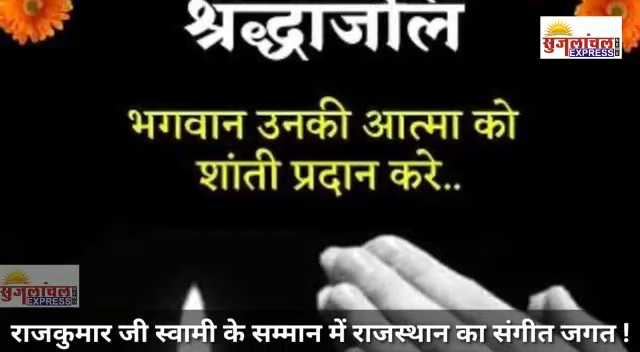 श्रद्धांजलि
सुजलांचल
EXPRESS
भगवान उनकी आत्मा को
शांती प्रदान करे..
सुजलांचल
EXPRESS
राजकुमार जी स्वामी के सम्मान में राजस्थान का संगीत जगत !